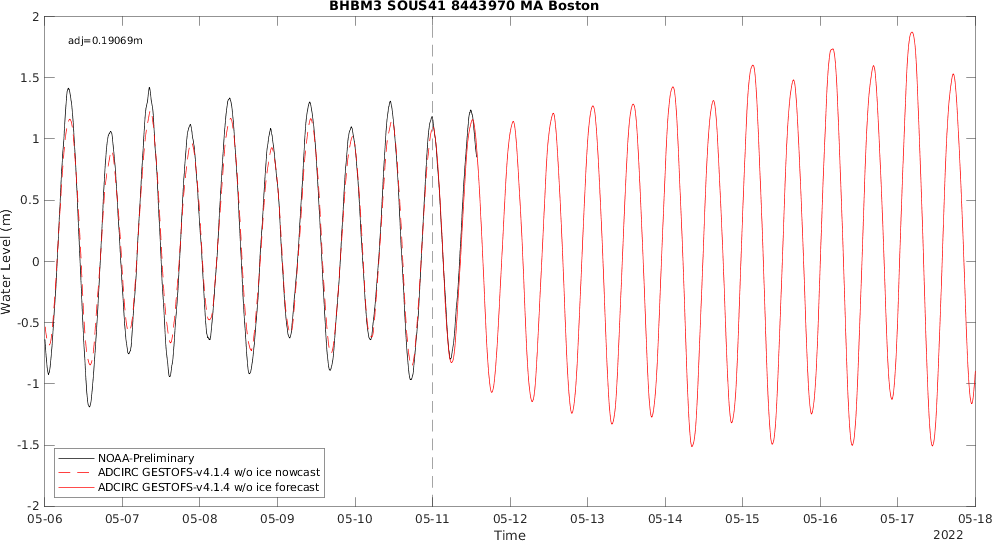 BHBM3 SOUS41 8443970 MA Boston
adj=0.19069m
2
1.5
1
0.5
0
-0.5
-1
-1.5
-2
Water Level (m)
NOAA-Preliminary
ADCIRC GESTOFS-v4.1.4 w/o ice nowcast
ADCIRC GESTOFS-v4.1.4 w/o ice forecast
05-06 05-07 05-08 05-09 05-10 05-11 05-12 05-13 05-14 05-15 05-16 05-17 05-18
Time
2022